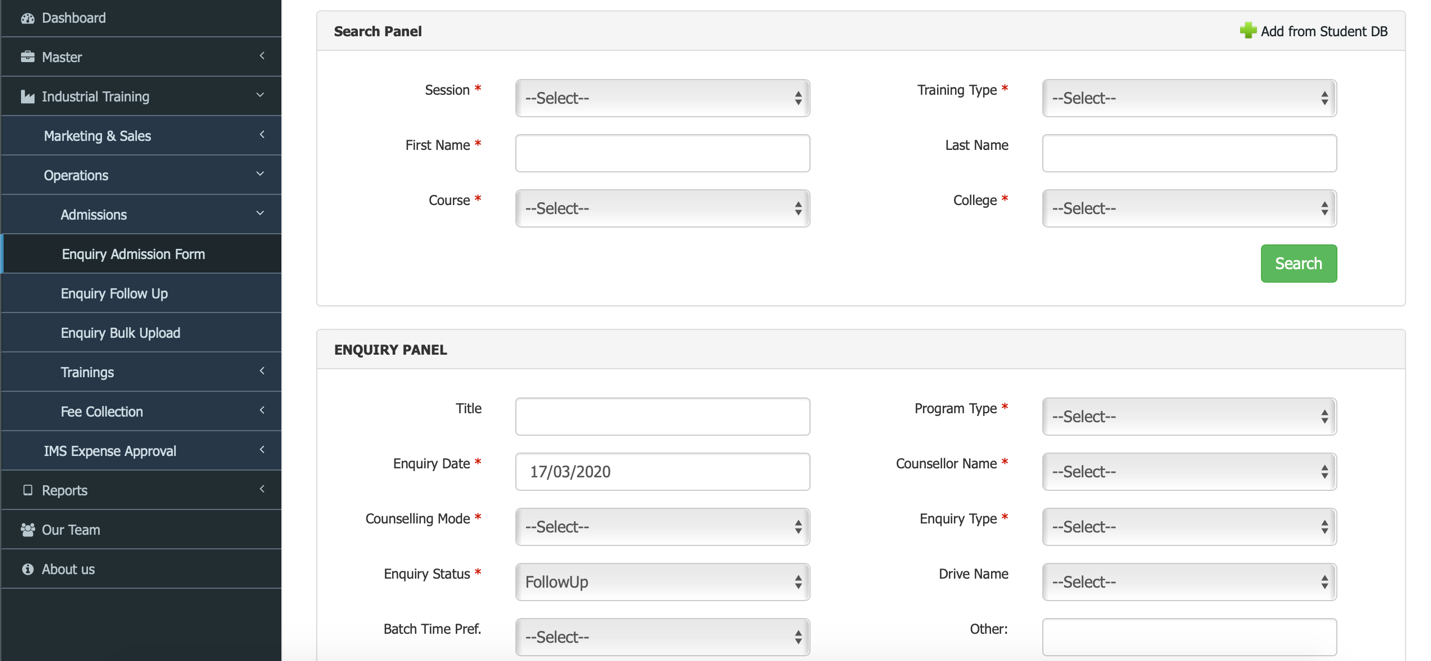 Dashboard
Master
Industrial Training
Marketing & Sales
Operations
Admissions
Enquiry Admission Form
Enquiry Follow Up
Enquiry Bulk Upload
Trainings
Fee Collection
IMS Expense Approval
Reports
Our Team
About us
Search Panel
Add from Student DB
Session * --Select-- Training Type * --Select--
First Name * Last Name
Course * --Select-- College * --Select--
Search
ENQUIRY PANEL
Title Program Type * --Select--
Enquiry Date * 17/03/2020 Counsellor Name * --Select--
Counselling Mode * --Select-- Enquiry Type * --Select--
Enquiry Status * FollowUp Drive Name --Select--
Batch Time Pref. --Select-- Other: